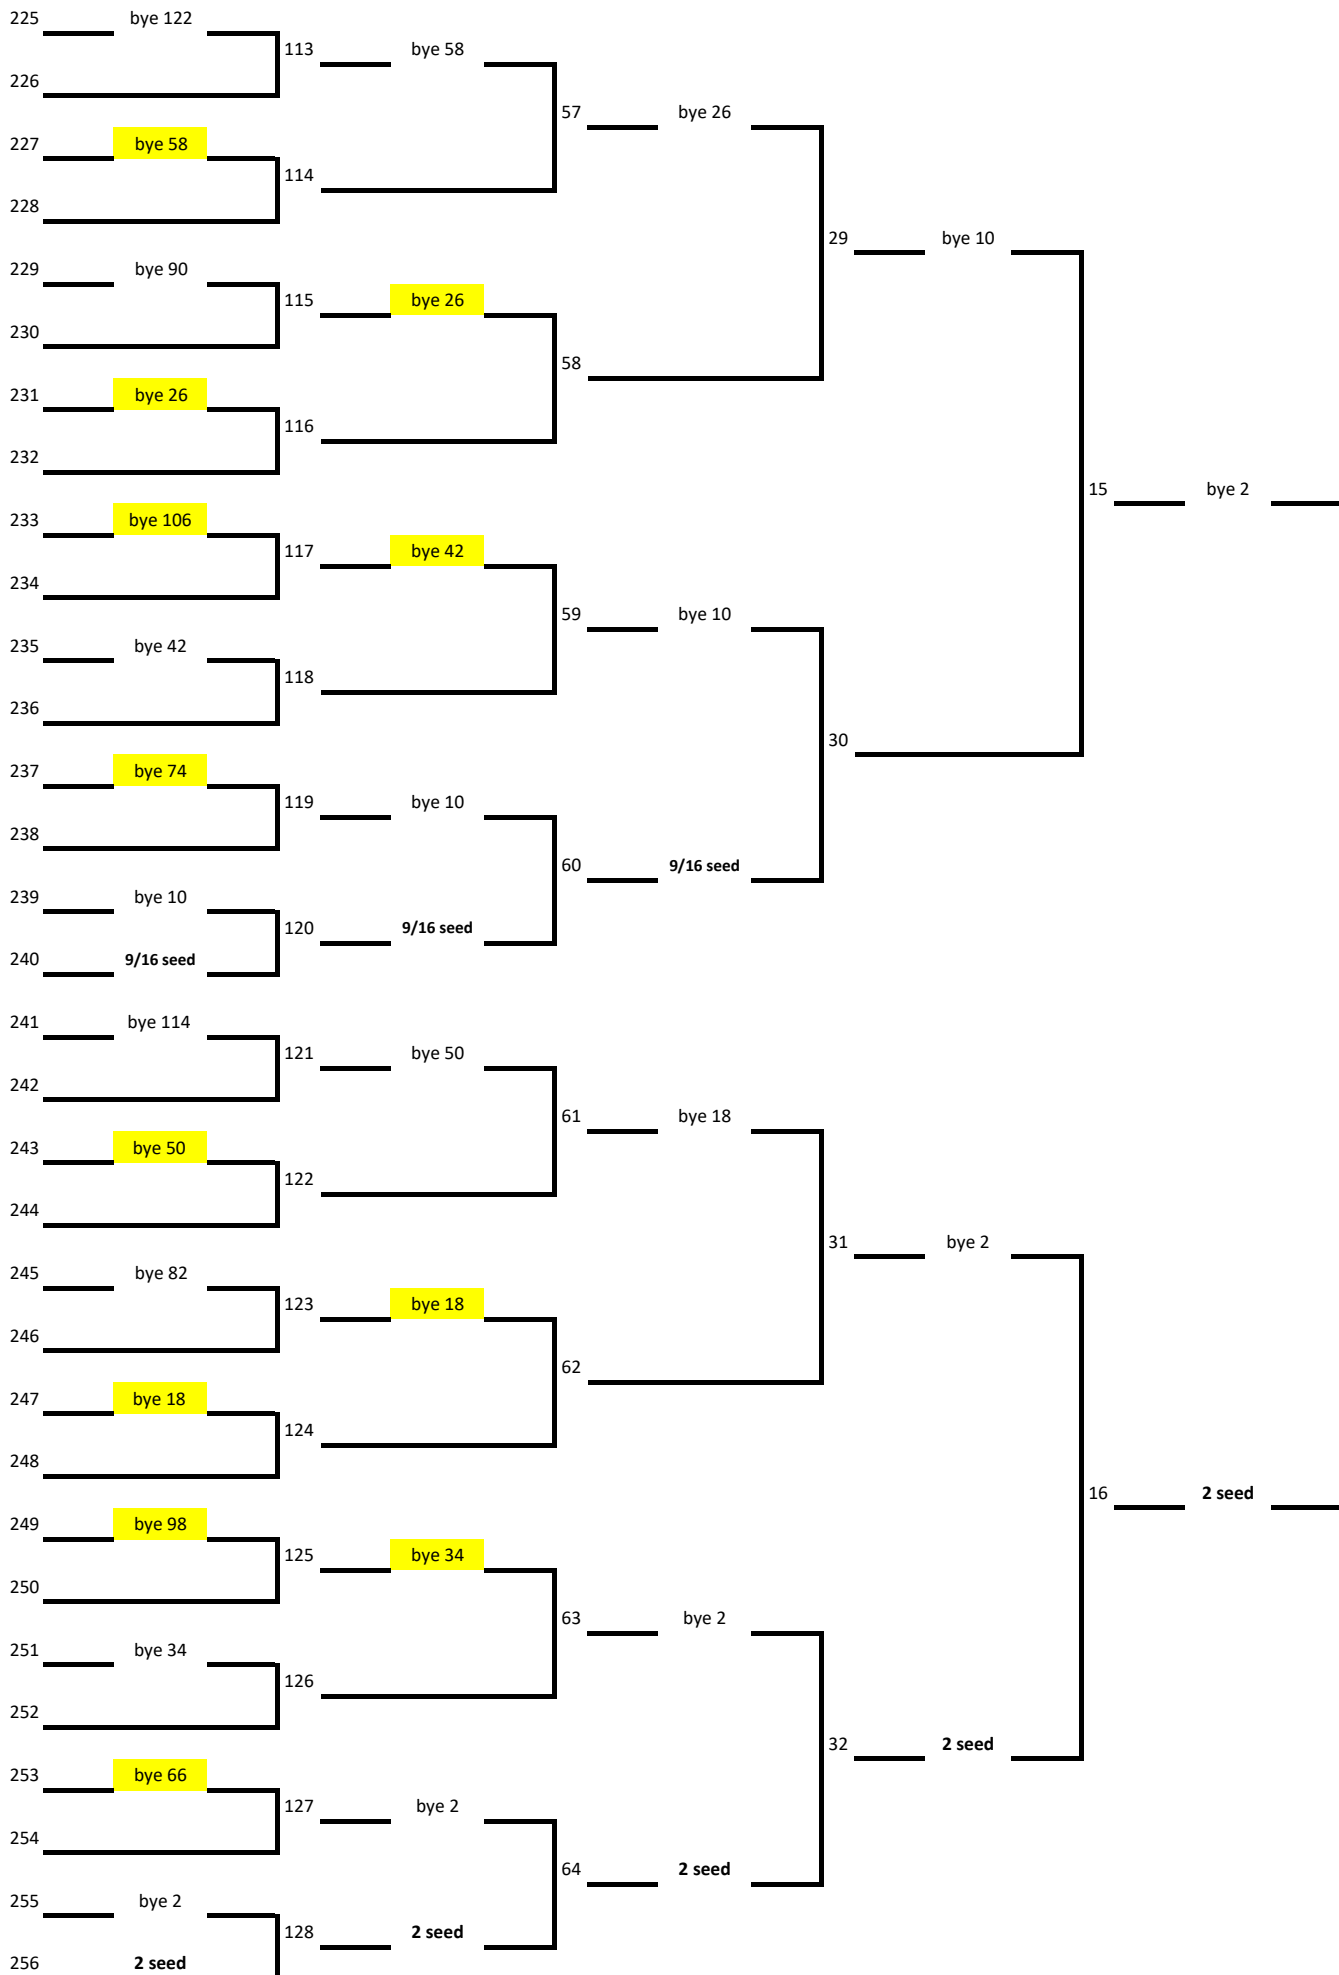 225 bye 122
113 bye 58
226
57 bye 26
227 bye 58
114
228
29 bye 10
229 bye 90
115 bye 26
230
58
231 bye 26
116
232
15 bye 2
233 bye 106
117 bye 42
234
59 bye 10
235 bye 42
118
236
30
237 bye 74
119 bye 10
238
60 9/16 seed
239 bye 10
120 9/16 seed
240 9/16 seed
241 bye 114
121 bye 50
242
61 bye 18
243 bye 50
122
244
31 bye 2
245 bye 82
123 bye 18
246
62
247 bye 18
124
248
16 2 seed
249 bye 98
125 bye 34
250
63 bye 2
251 bye 34
126
252
32 2 seed
253 bye 66
127 bye 2
254
64 2 seed
255 bye 2
128 2 seed
256 2 seed